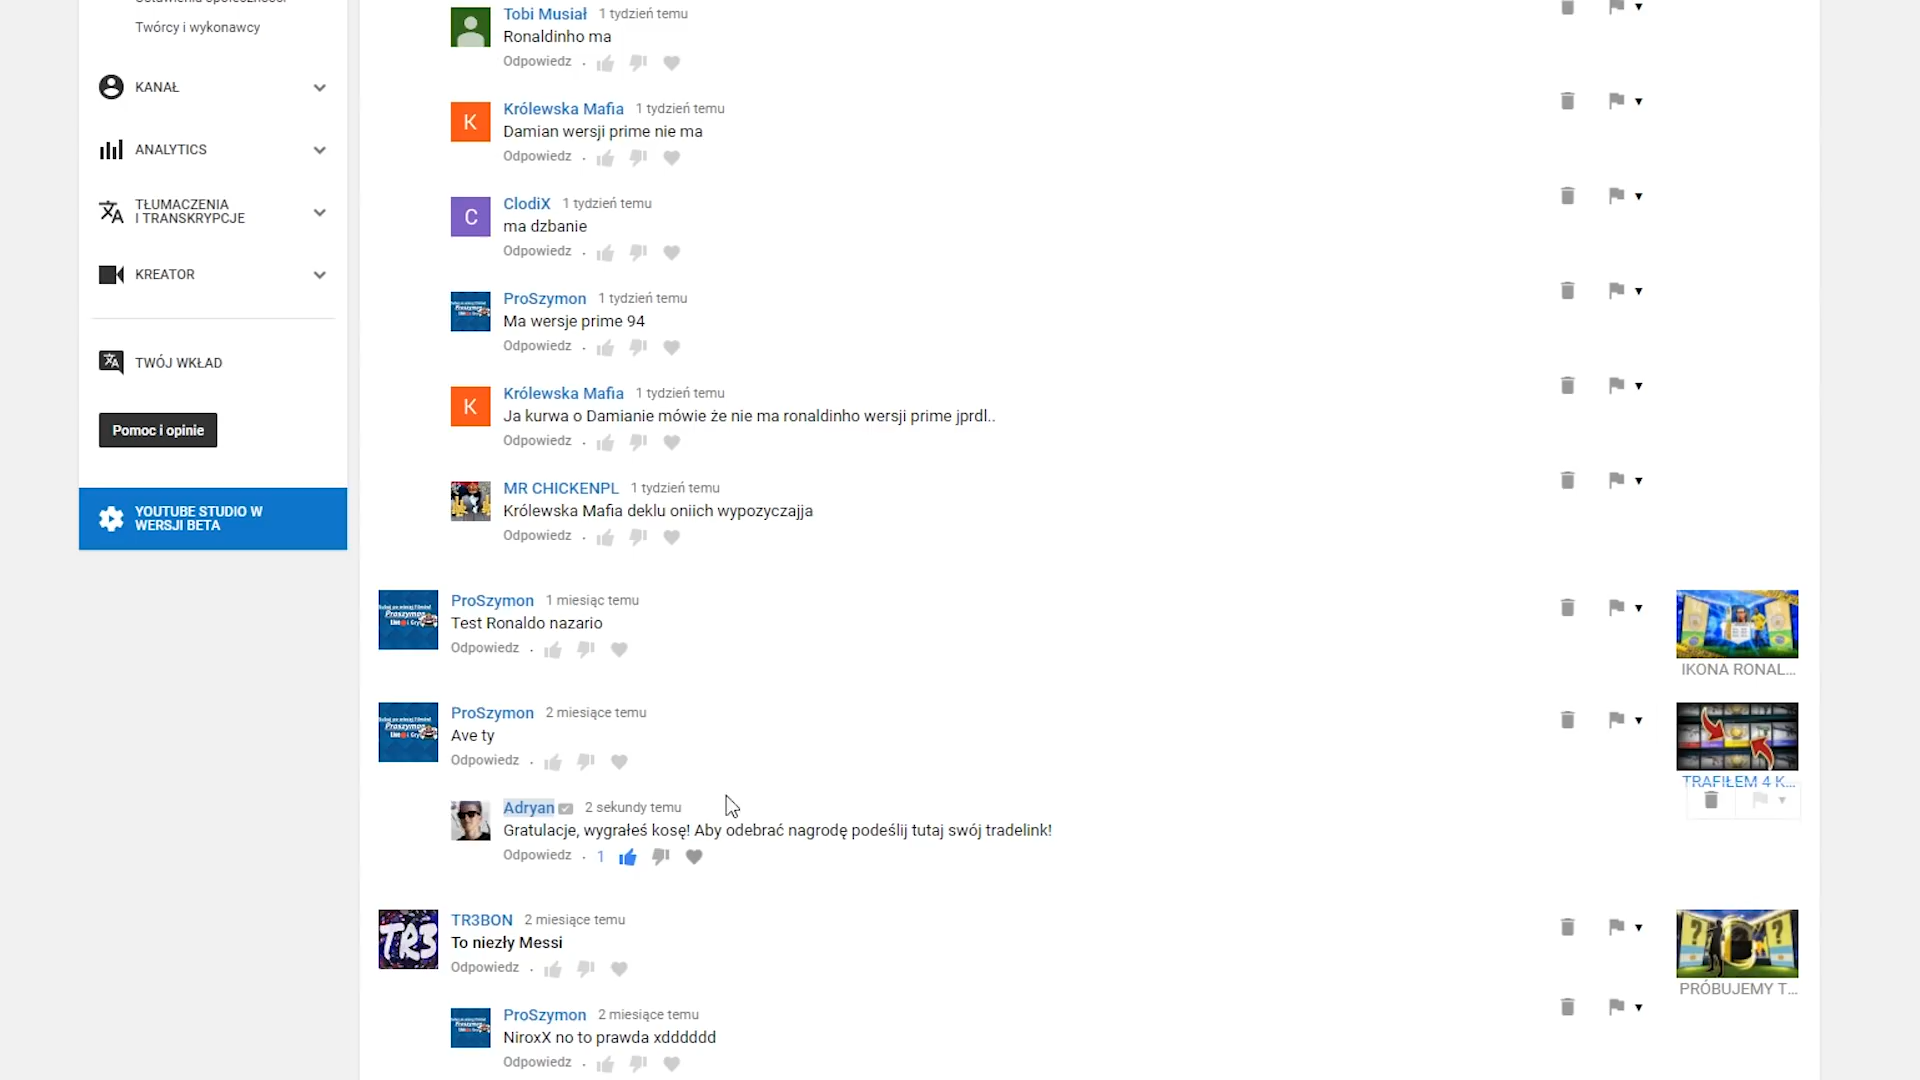 Twórcy i wykonawcy
KANAŁ
ANALYTICS
TŁUMACZENIA
I TRANSKRYPCJE
KREATOR
TWÓJ WKŁAD
Pomoc i opinie
YOUTUBE STUDIO W
WERSJI BETA
Tobi Musiał 1 tydzień temu
Ronaldinho ma
Odpowiedz .
K
Królewska Mafia 1 tydzień temu
Damian wersji prime nie ma
Odpowiedz .
C
ClodiX 1 tydzień temu
ma dzbanie
Odpowiedz .
ProSzymon 1 tydzień temu
Ma wersje prime 94
Odpowiedz .
K
Królewska Mafia 1 tydzień temu
Ja kurwa o Damianie mówie że nie ma ronaldinho wersji prime jprdl..
Odpowiedz .
MR CHICKENPL 1 tydzień temu
Królewska Mafia deklu oniich wypozyczajja
Odpowiedz .
ProSzymon 1 miesiąc temu
Test Ronaldo nazario
Odpowiedz .
IKONA RONAL...
ProSzymon 2 miesiące temu
Ave ty
Odpowiedz .
TRAFIŁEM 4 K...
Adryan 2 sekundy temu
Gratulacje, wygrałeś kosę! Aby odebrać nagrodę podeślij tutaj swój tradelink!
Odpowiedz . 1
TR3
TR3BON 2 miesiące temu
To niezły Messi
Odpowiedz .
PRÓBUJEMY T...
ProSzymon 2 miesiące temu
NiroxX no to prawda xdddddd
Odpowiedz .